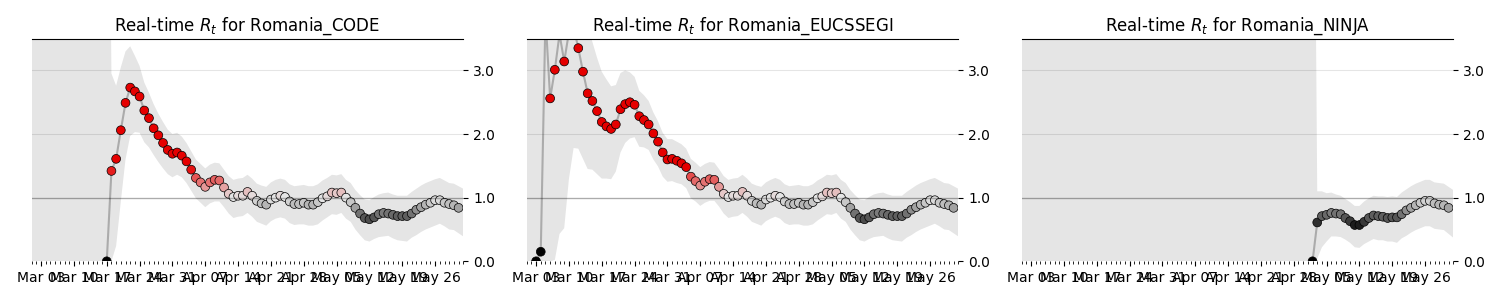 Real-time R_t for Romania_CODE
3.0
2.0
1.0
0.0
Mar 03 Mar 10 Mar 17 Mar 24 Mar 31 Apr 07 Apr 14 Apr 21 Apr 28 May 05 May 12 May 19 May 26
Real-time R_t for Romania_EUCSSEGI
3.0
2.0
1.0
0.0
Mar 03 Mar 10 Mar 17 Mar 24 Mar 31 Apr 07 Apr 14 Apr 21 Apr 28 May 05 May 12 May 19 May 26
Real-time R_t for Romania_NINJA
3.0
2.0
1.0
0.0
Mar 03 Mar 10 Mar 17 Mar 24 Mar 31 Apr 07 Apr 14 Apr 21 Apr 28 May 05 May 12 May 19 May 26